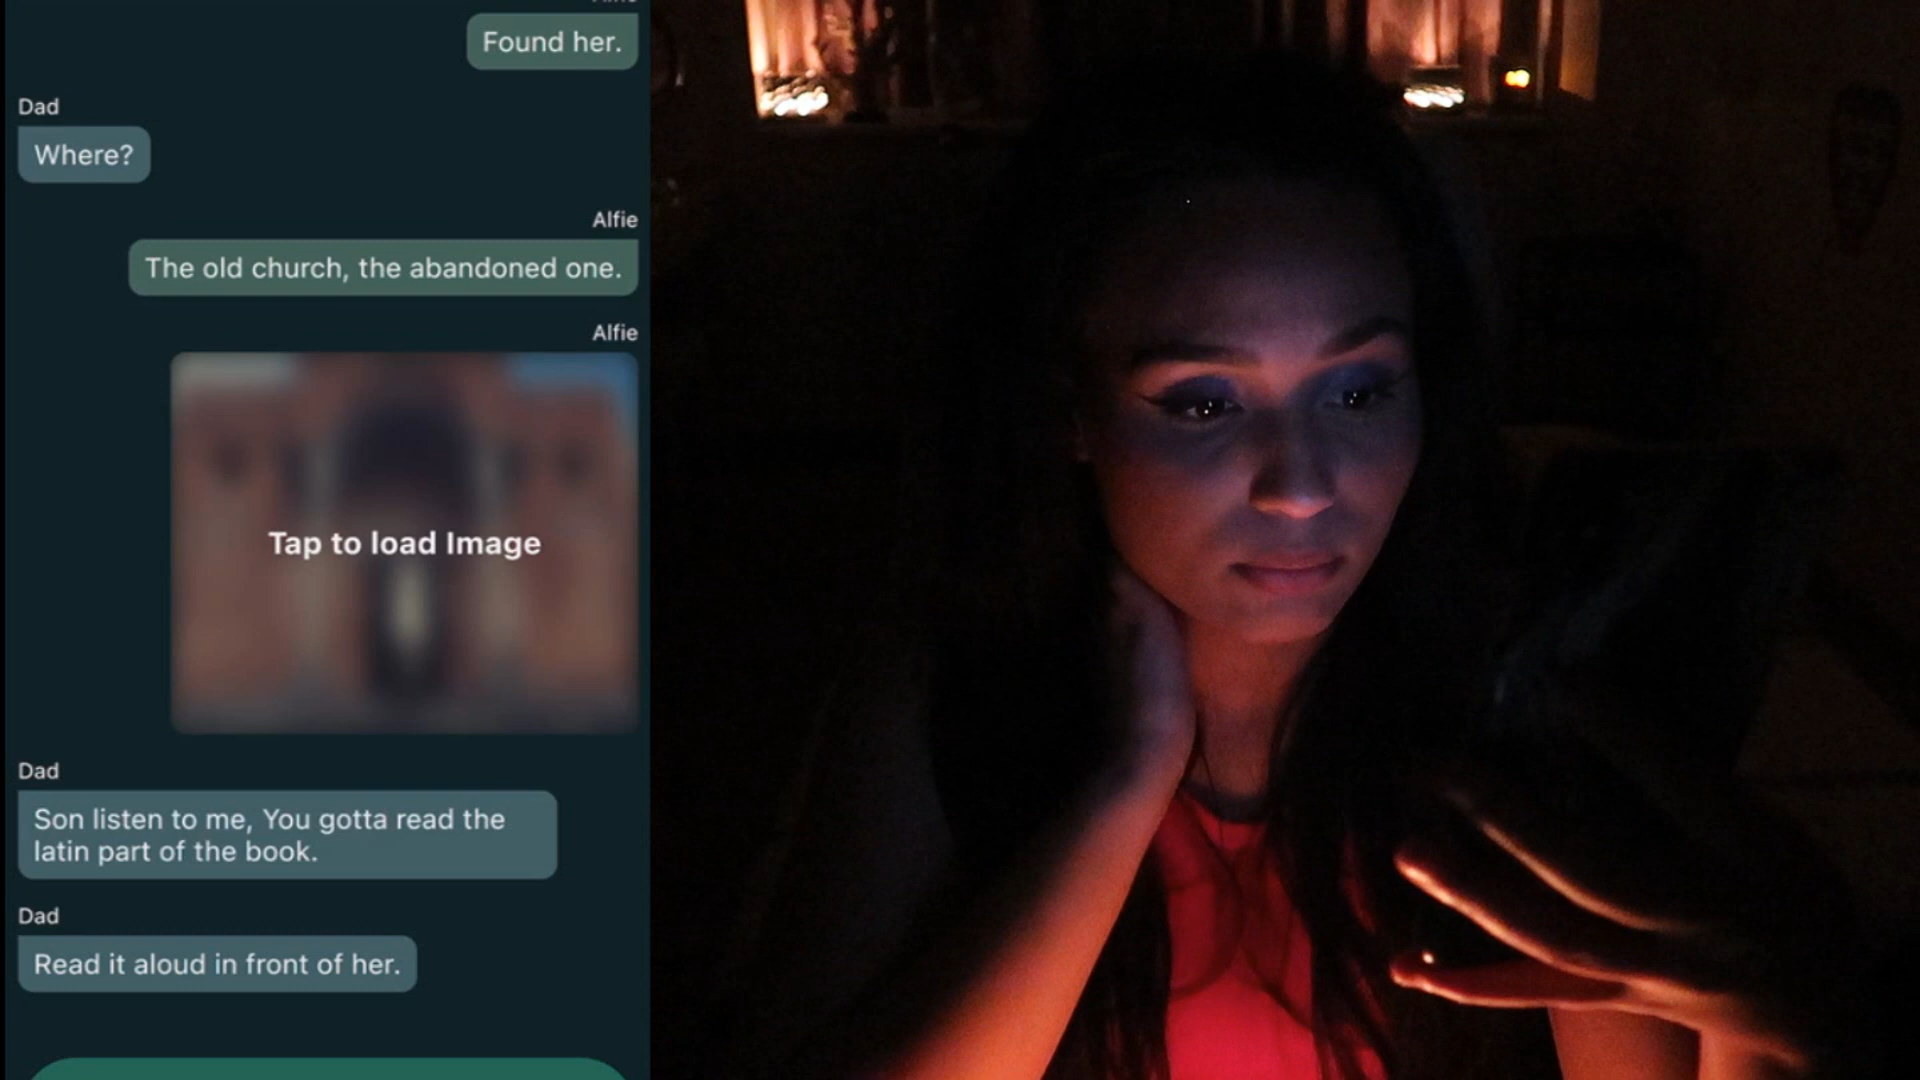 Found her.
Dad
Where?
Alfie
The old church, the abandoned one.
Alfie
Tap to load Image
Dad
Son listen to me, You gotta read the
latin part of the book.
Dad
Read it aloud in front of her.